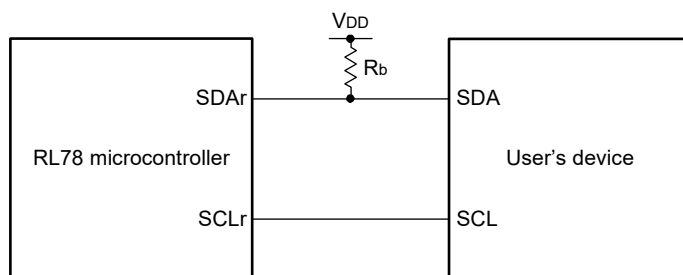 VDD
Rb
SDAr
SDA
RL78 microcontroller
User’s device
SCLr
SCL